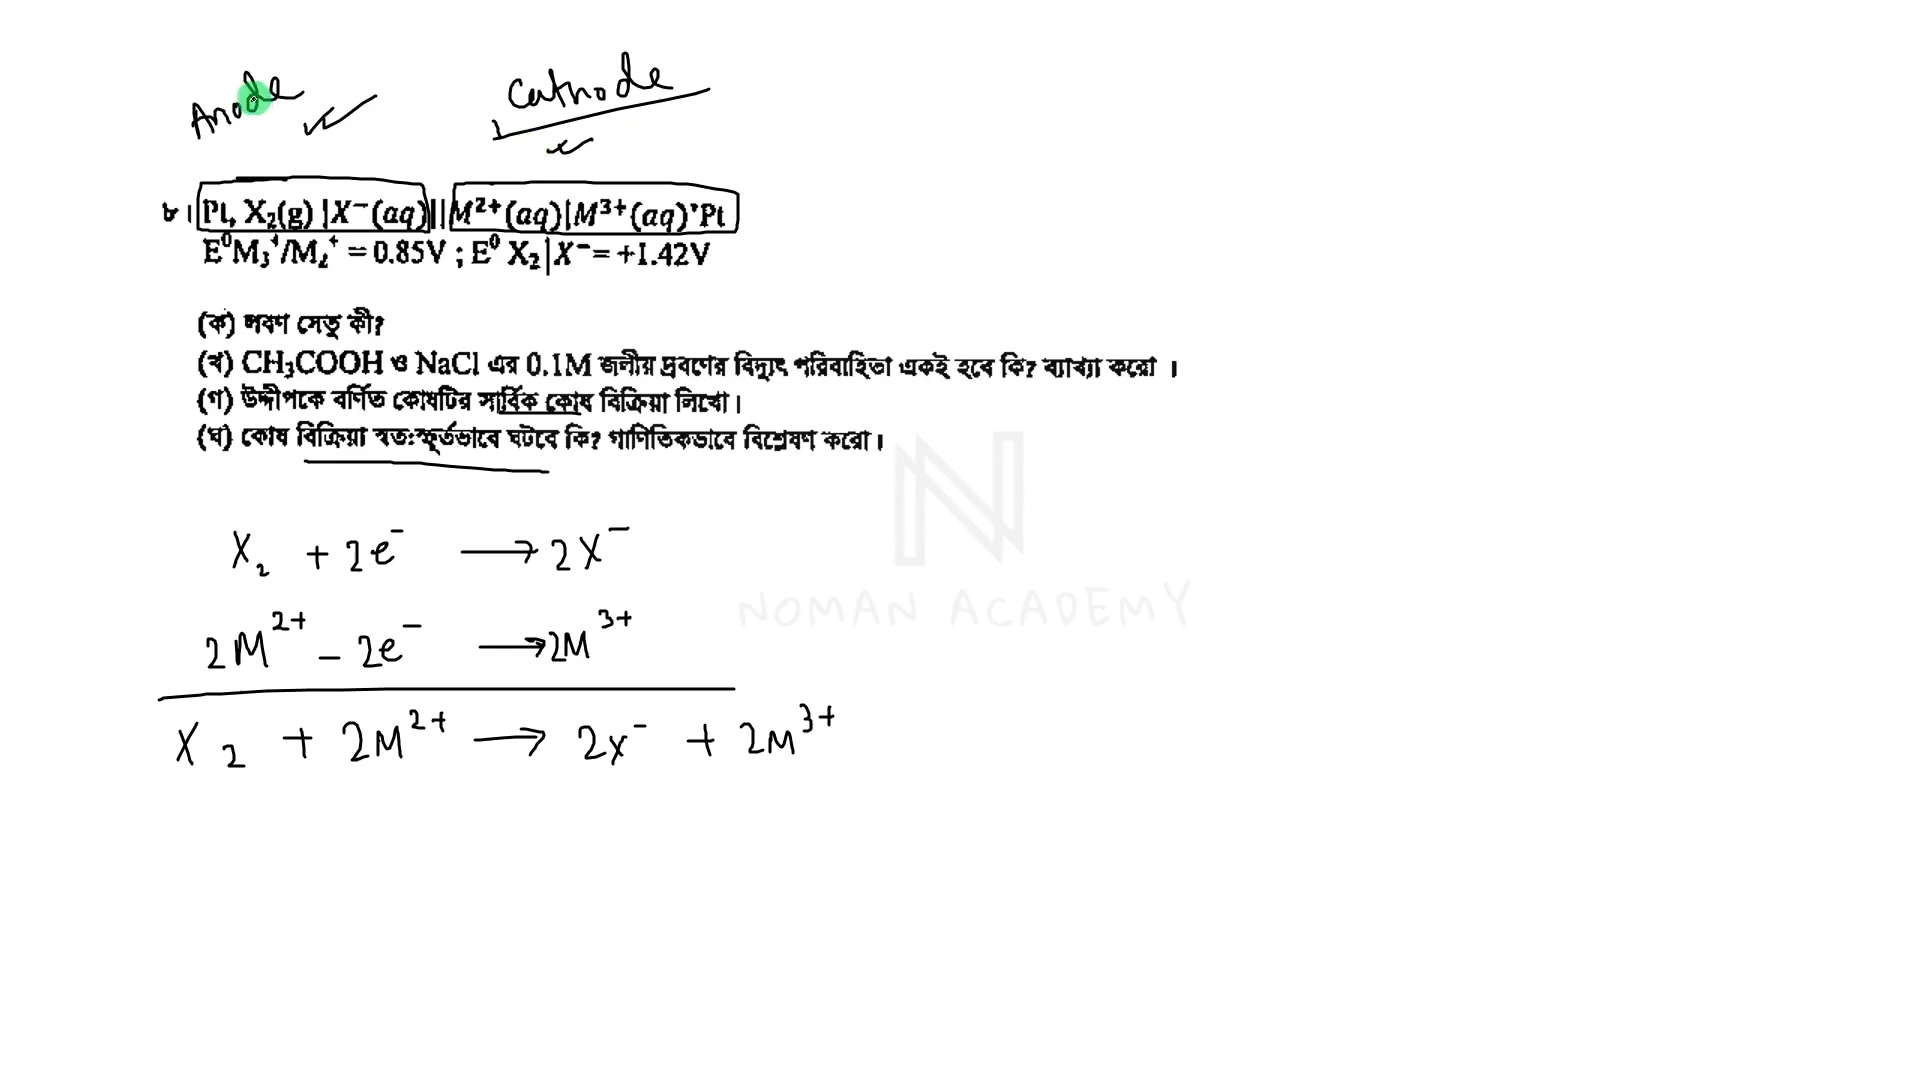 Anode
Cathode
৮। Pt, X₂(g) |X⁻(aq)||M²⁺(aq)|M³⁺(aq)'Pt
E⁰M₃⁺/M₂⁺ = 0.85V ; E⁰ X₂|X⁻= +1.42V
(ক) লবণ সেতু কী?
(খ) CH₃COOH ও NaCl এর 0.1M জলীয় দ্রবণের বিদ্যুৎ পরিবাহিতা একই হবে কি? ব্যাখ্যা করো ।
(গ) উদ্দীপকে বর্ণিত কোষটির সার্বিক কোষ বিক্রিয়া লিখো।
(ঘ) কোষ বিক্রিয়া স্বতঃস্ফূর্তভাবে ঘটবে কি? গাণিতিকভাবে বিশ্লেষণ করো।
X₂ + 2e⁻ ⟶ 2X⁻
2M²⁺ − 2e⁻ ⟶ 2M³⁺
X₂ + 2M²⁺ ⟶ 2x⁻ + 2M³⁺
NOMAN ACADEMY